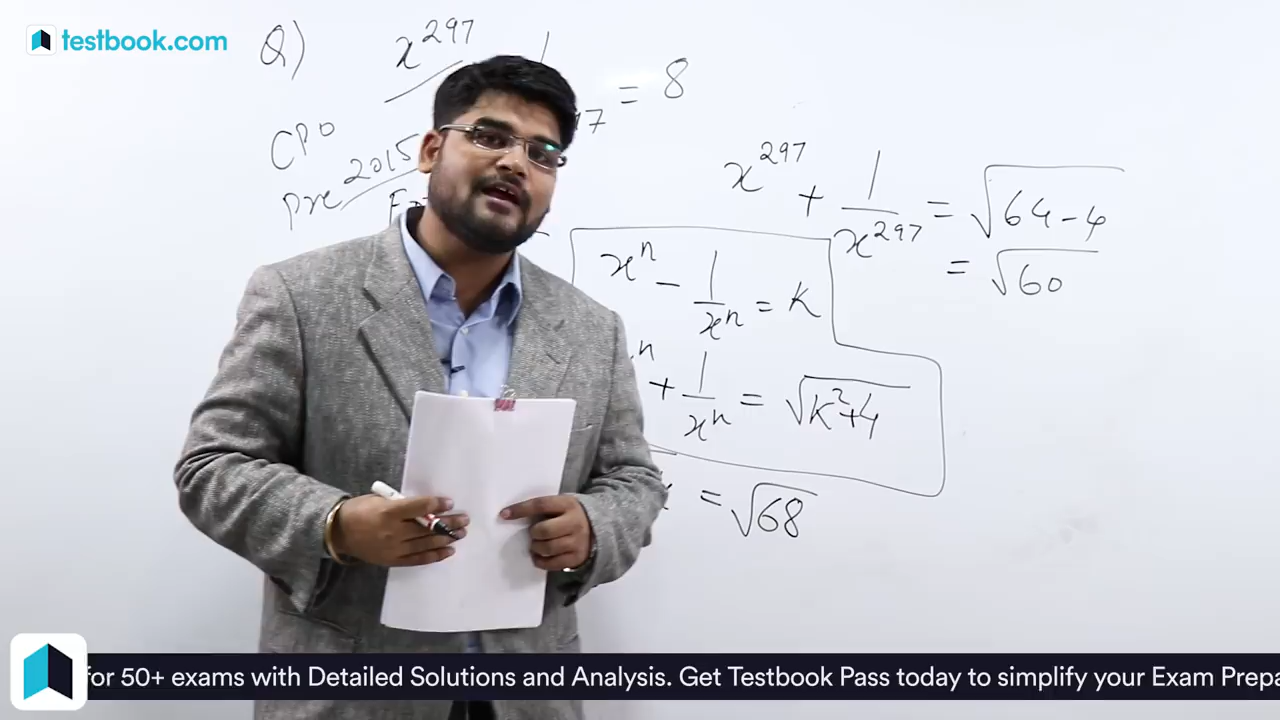 testbook.com
Q) x^297 1 = 8
CPO
Pre 2015
x^297 + 1/x^297 = √64-4
= √60
x^n - 1/x^n = K
n + 1/x^n = √K²+4
= √68
for 50+ exams with Detailed Solutions and Analysis. Get Testbook Pass today to simplify your Exam Prepa